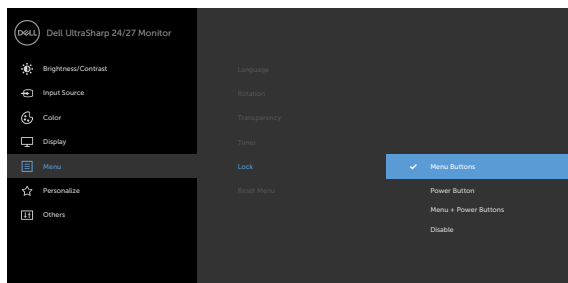 DELL Dell UltraSharp 24/27 Monitor
Brightness/Contrast
Input Source
Color
Display
Menu
Personalize
Others
Language
Rotation
Transparency
Timer
Lock
Reset Menu
Menu Buttons
Power Button
Menu + Power Buttons
Disable